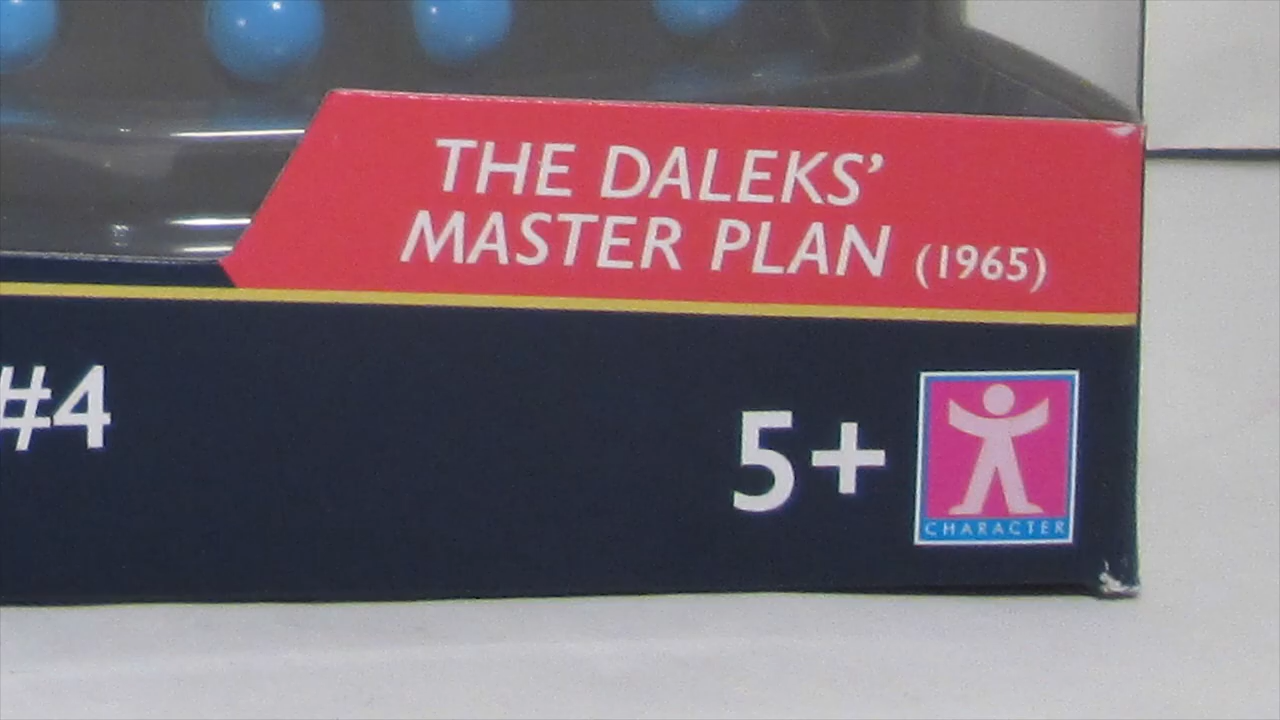 THE DALEKS’
MASTER PLAN (1965)
#4
5+
CHARACTER